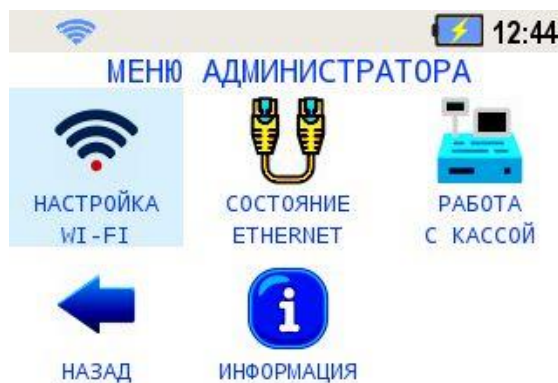 12:44
МЕНЮ АДМИНИСТРАТОРА
НАСТРОЙКА
WI-FI
СОСТОЯНИЕ
ETHERNET
РАБОТА
С КАССОЙ
НАЗАД
ИНФОРМАЦИЯ